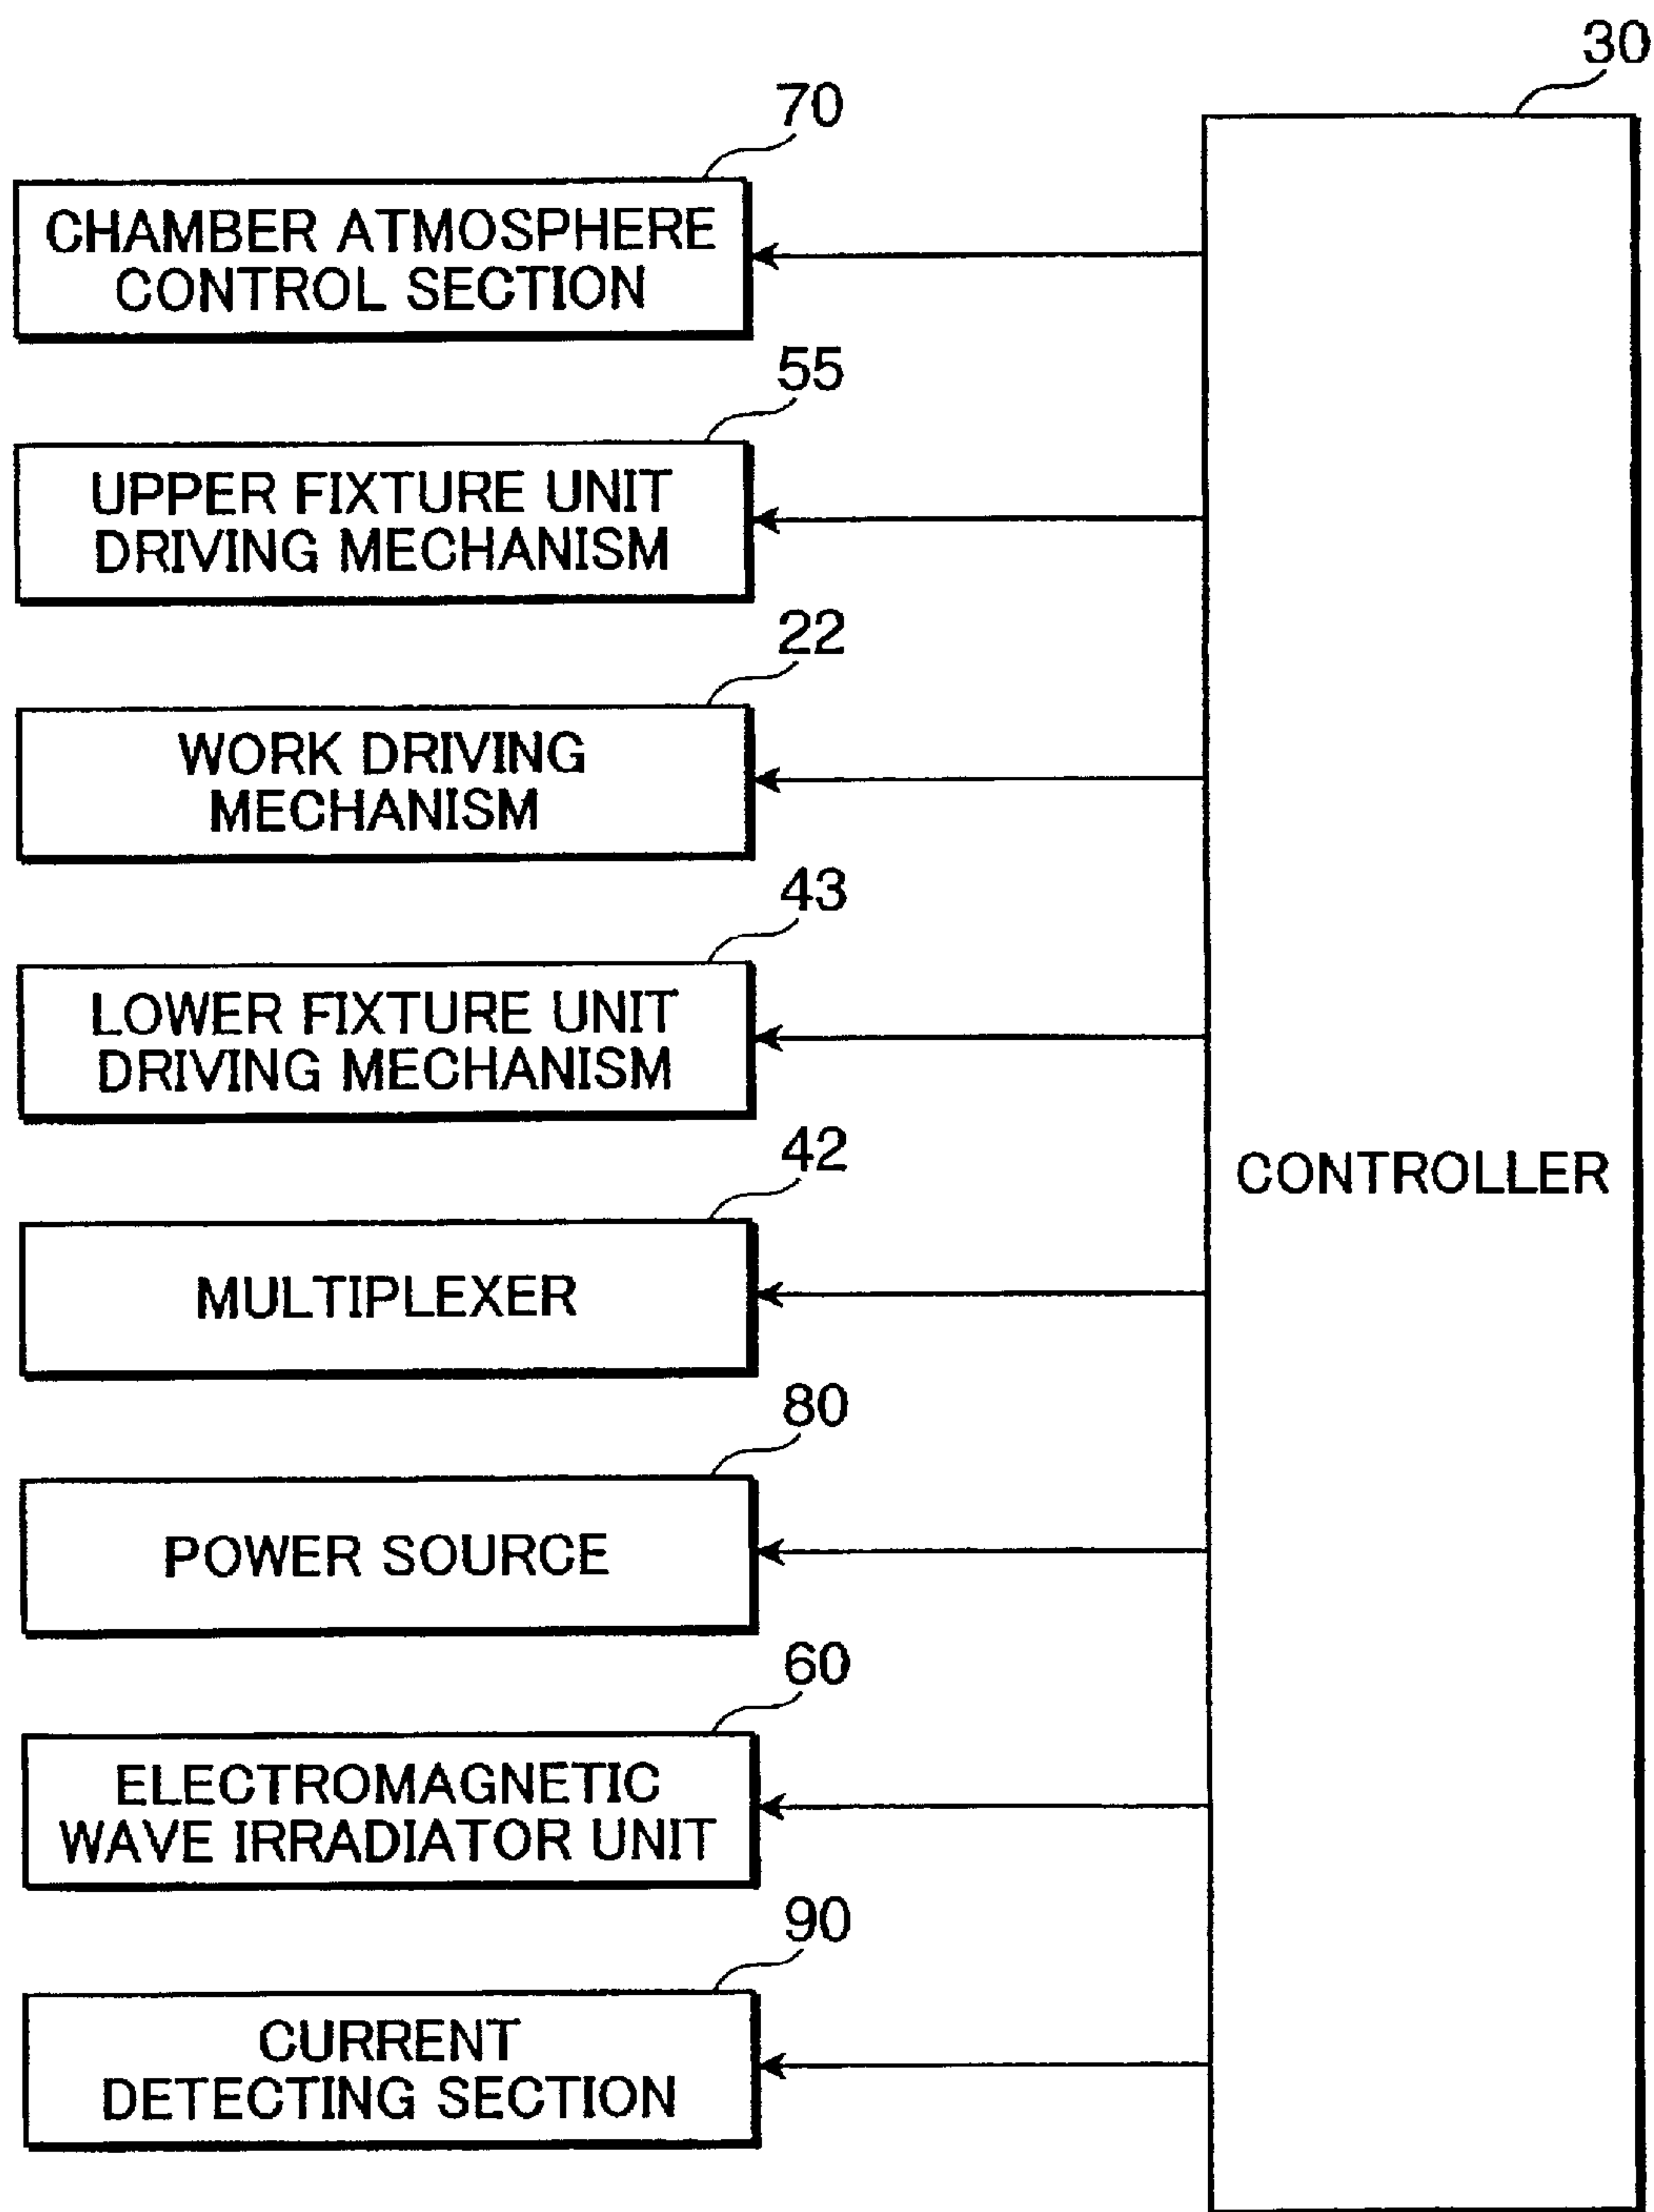 30
70
CHAMBER ATMOSPHERE
CONTROL SECTION
55
UPPER FIXTURE UNIT
DRIVING MECHANISM
22
WORK DRIVING
MECHANISM
43
LOWER FIXTURE UNIT
DRIVING MECHANISM
42
MULTIPLEXER
80
POWER SOURCE
60
ELECTROMAGNETIC
WAVE IRRADIATOR UNIT
90
CURRENT
DETECTING SECTION
CONTROLLER